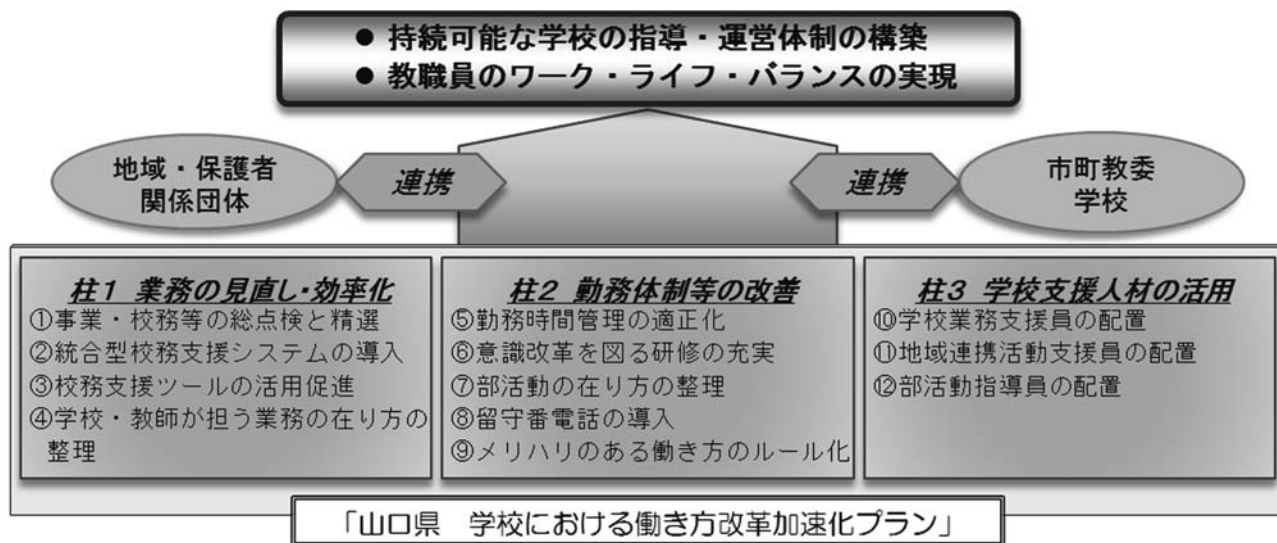 ● 持続可能な学校の指導・運営体制の構築
● 教職員のワーク・ライフ・バランスの実現
地域・保護者
関係団体
連携
連携
市町教委
学校
柱1 業務の見直し・効率化
①事業・校務等の総点検と精選
②統合型校務支援システムの導入
③校務支援ツールの活用促進
④学校・教師が担う業務の在り方の
整理
柱2 勤務体制等の改善
⑤勤務時間管理の適正化
⑥意識改革を図る研修の充実
⑦部活動の在り方の整理
⑧留守番電話の導入
⑨メリハリのある働き方のルール化
柱3 学校支援人材の活用
⑩学校業務支援員の配置
⑪地域連携活動支援員の配置
⑫部活動指導員の配置
「山口県 学校における働き方改革加速化プラン」